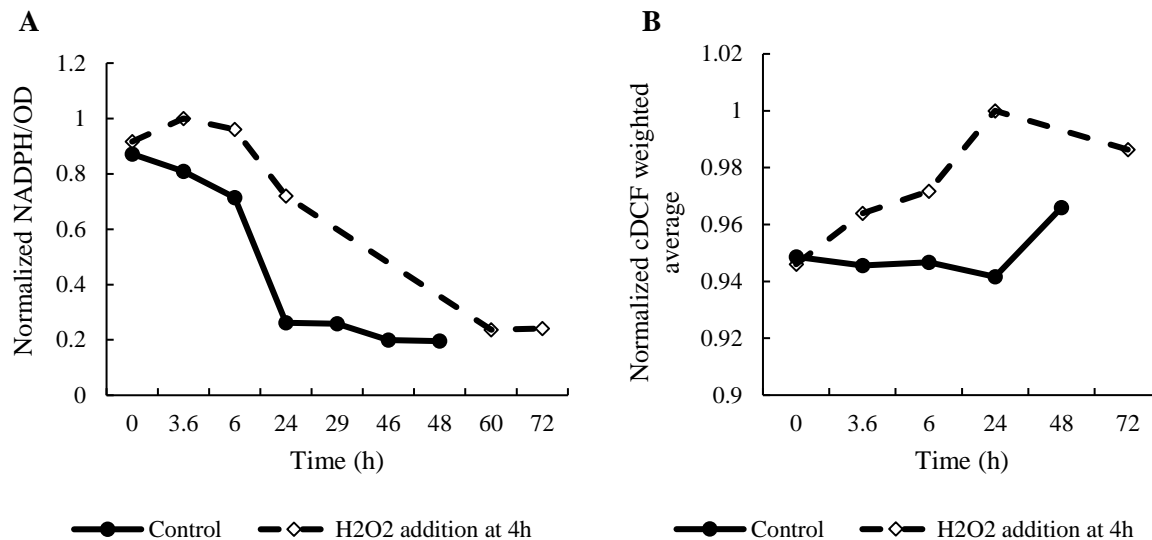 A
Normalized NADPH/OD
1.2
1
0.8
0.6
0.4
0.2
0
0 3.6 6 24 29 46 48 60 72
Time (h)
Control H2O2 addition at 4h
B
Normalized cDCF weighted
average
1.02
1
0.98
0.96
0.94
0.92
0.9
0 3.6 6 24 48 72
Time (h)
Control H2O2 addition at 4h